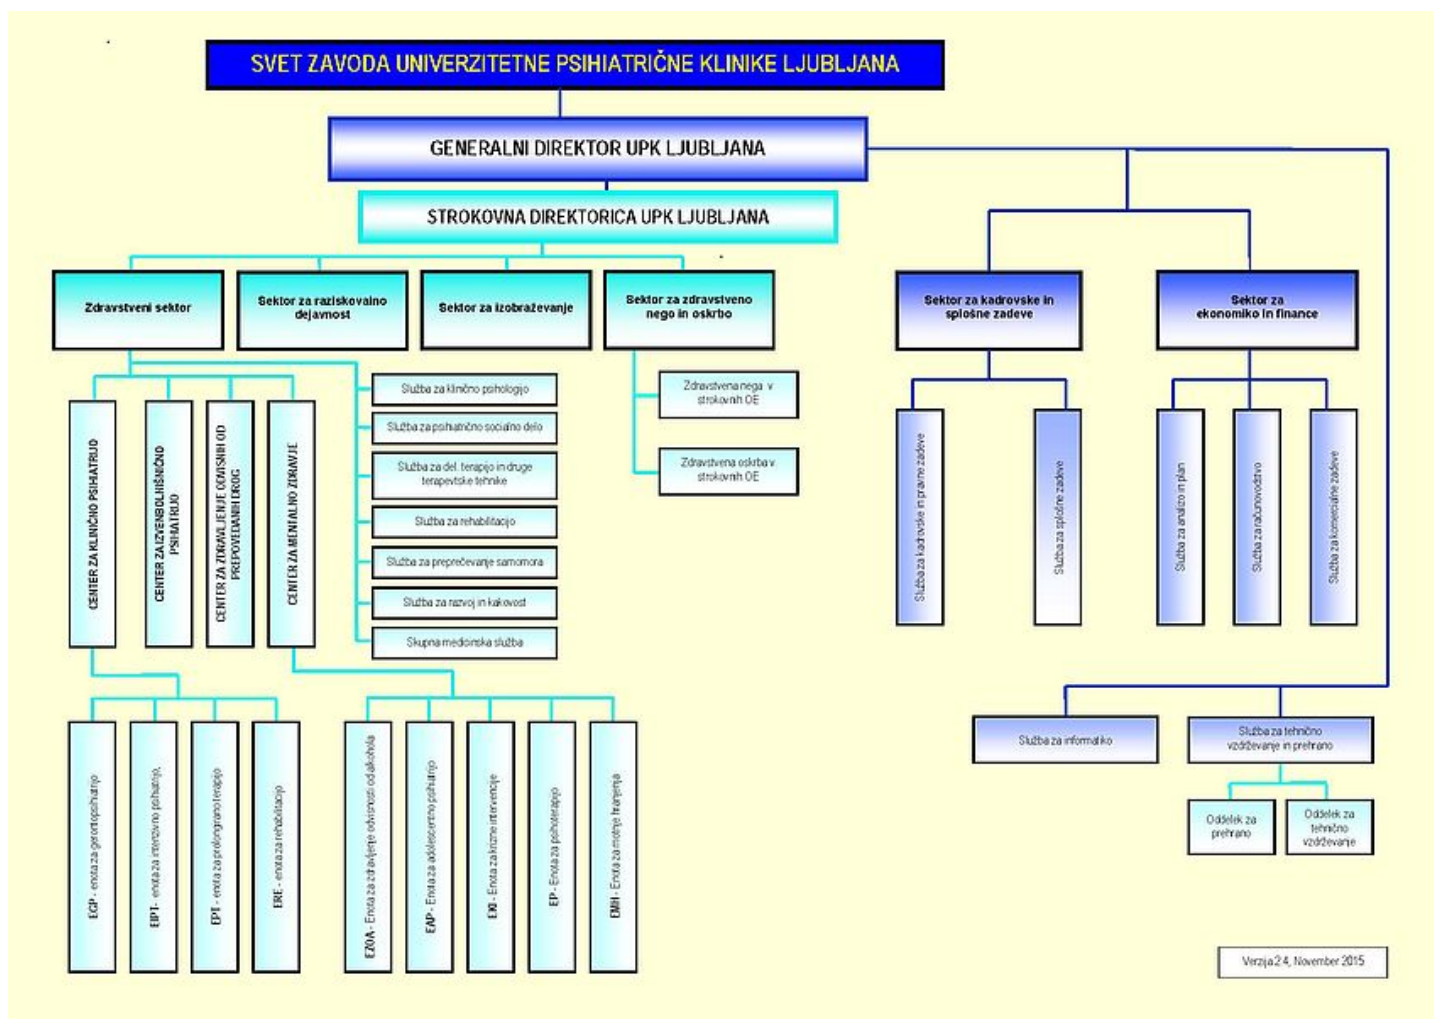 SVET ZAVODA UNIVERZITETNE PSIHIATRIČNE KLINIKE LJUBLJANA
GENERALNI DIREKTOR UPK LJUBLJANA
STROKOVNA DIREKTORICA UPK LJUBLJANA
Zdravstveni sektor
Sektor za raziskovalno
dejavnost
Sektor za izobraževanje
Sektor za zdravstveno
nego in oskrbo
Sektor za kadrovske in
splošne zadeve
Sektor za
ekonomiko in finance
CENTER ZA KLINIČNO PSIHIATRIJO
CENTER ZA IZVENBOLNIŠNIČNO
PSIHIATRIJO
CENTER ZA ZDRAVLJENJE ODVISNIH OD
PREPOVEDANIH DROG
CENTER ZA MENTALNO ZDRAVJE
Služba za klinično psihologijo
Služba za psihiatrično socialno delo
Služba za del. terapijo in druge
terapevtske tehnike
Služba za rehabilitacijo
Služba za preprečevanje samomora
Služba za razvoj in kakovost
Skupna medicinska služba
Zdravstvena nega v
strokovnih OE
Zdravstvena oskrba v
strokovnih OE
Služba za kadrovske in pravne zadeve
Služba za splošne zadeve
Služba za analizo in plan
Služba za računovodstvo
Služba za komercialne zadeve
EGP - enota za gerontopsihiatrijo
EIPT- enota za intenzivno psihiatrijo,
EPT - enota za prolongirano terapijo
ERE - enota za rehabilitacijo
EZOA - Enota za zdravljenje odvisnosti od alkohola
EAP - Enota za adolescentno psihiatrijo
EKI - Enota za krizne intervencije
EP - Enota za psihoterapijo
EMH - Enota za motnje hranjenja
Služba za informatiko
Služba za tehnično
vzdrževanje in prehrano
Oddelek za
prehrano
Oddelek za
tehnično
vzdrževanje
Verzija 2.4, November 2015